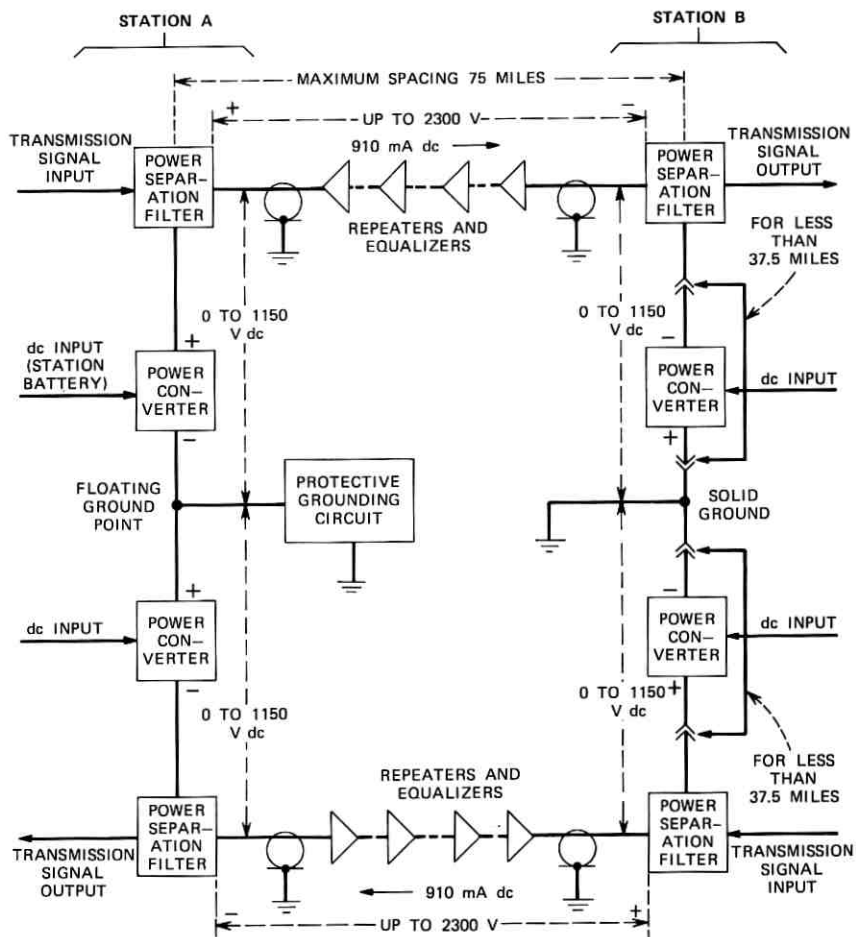 STATION A
STATION B
MAXIMUM SPACING 75 MILES
+
UP TO 2300 V
−
TRANSMISSION
SIGNAL
INPUT
POWER
SEPAR-
ATION
FILTER
910 mA dc
REPEATERS AND
EQUALIZERS
POWER
SEPAR-
ATION
FILTER
TRANSMISSION
SIGNAL
OUTPUT
FOR LESS
THAN
37.5 MILES
0 TO 1150
V dc
0 TO 1150
V dc
dc INPUT
(STATION
BATTERY)
+
POWER
CON-
VERTER
−
−
POWER
CON-
VERTER
+
dc INPUT
FLOATING
GROUND
POINT
PROTECTIVE
GROUNDING
CIRCUIT
SOLID
GROUND
dc INPUT
+
POWER
CON-
VERTER
−
−
POWER
CON-
VERTER
+
dc INPUT
0 TO 1150
V dc
0 TO 1150
V dc
FOR LESS
THAN
37.5 MILES
REPEATERS AND
EQUALIZERS
POWER
SEPAR-
ATION
FILTER
TRANSMISSION
SIGNAL
OUTPUT
POWER
SEPAR-
ATION
FILTER
TRANSMISSION
SIGNAL
INPUT
910 mA dc
−
UP TO 2300 V
+